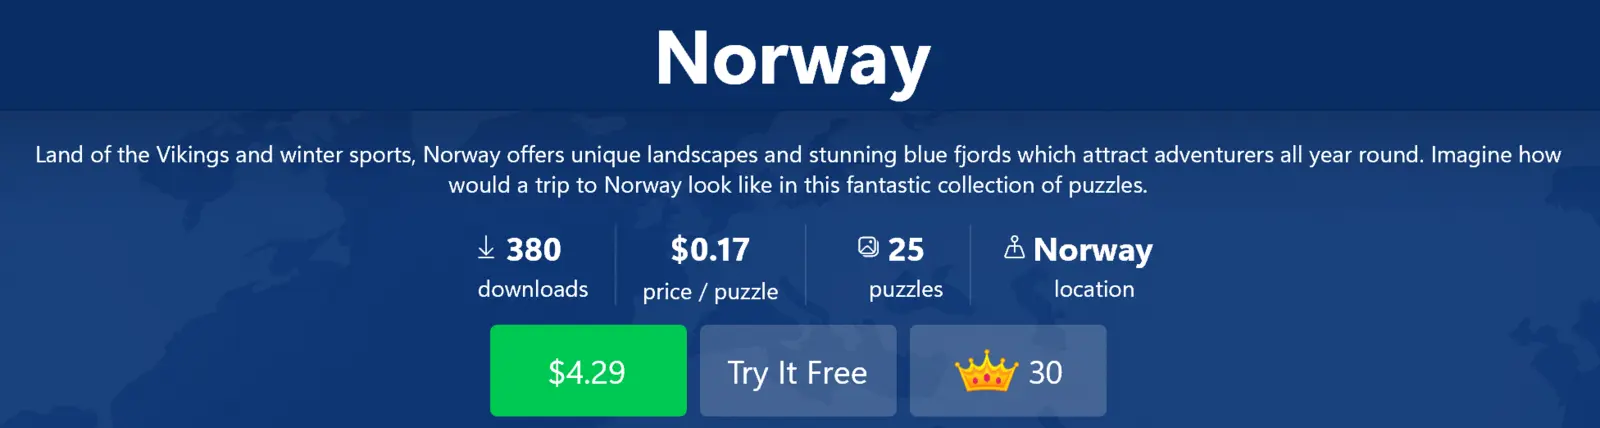 Norway
Land of the Vikings and winter sports, Norway offers unique landscapes and stunning blue fjords which attract adventurers all year round. Imagine how
would a trip to Norway look like in this fantastic collection of puzzles.
380
downloads
$0.17
price / puzzle
25
puzzles
Norway
location
$4.29
Try It Free
30